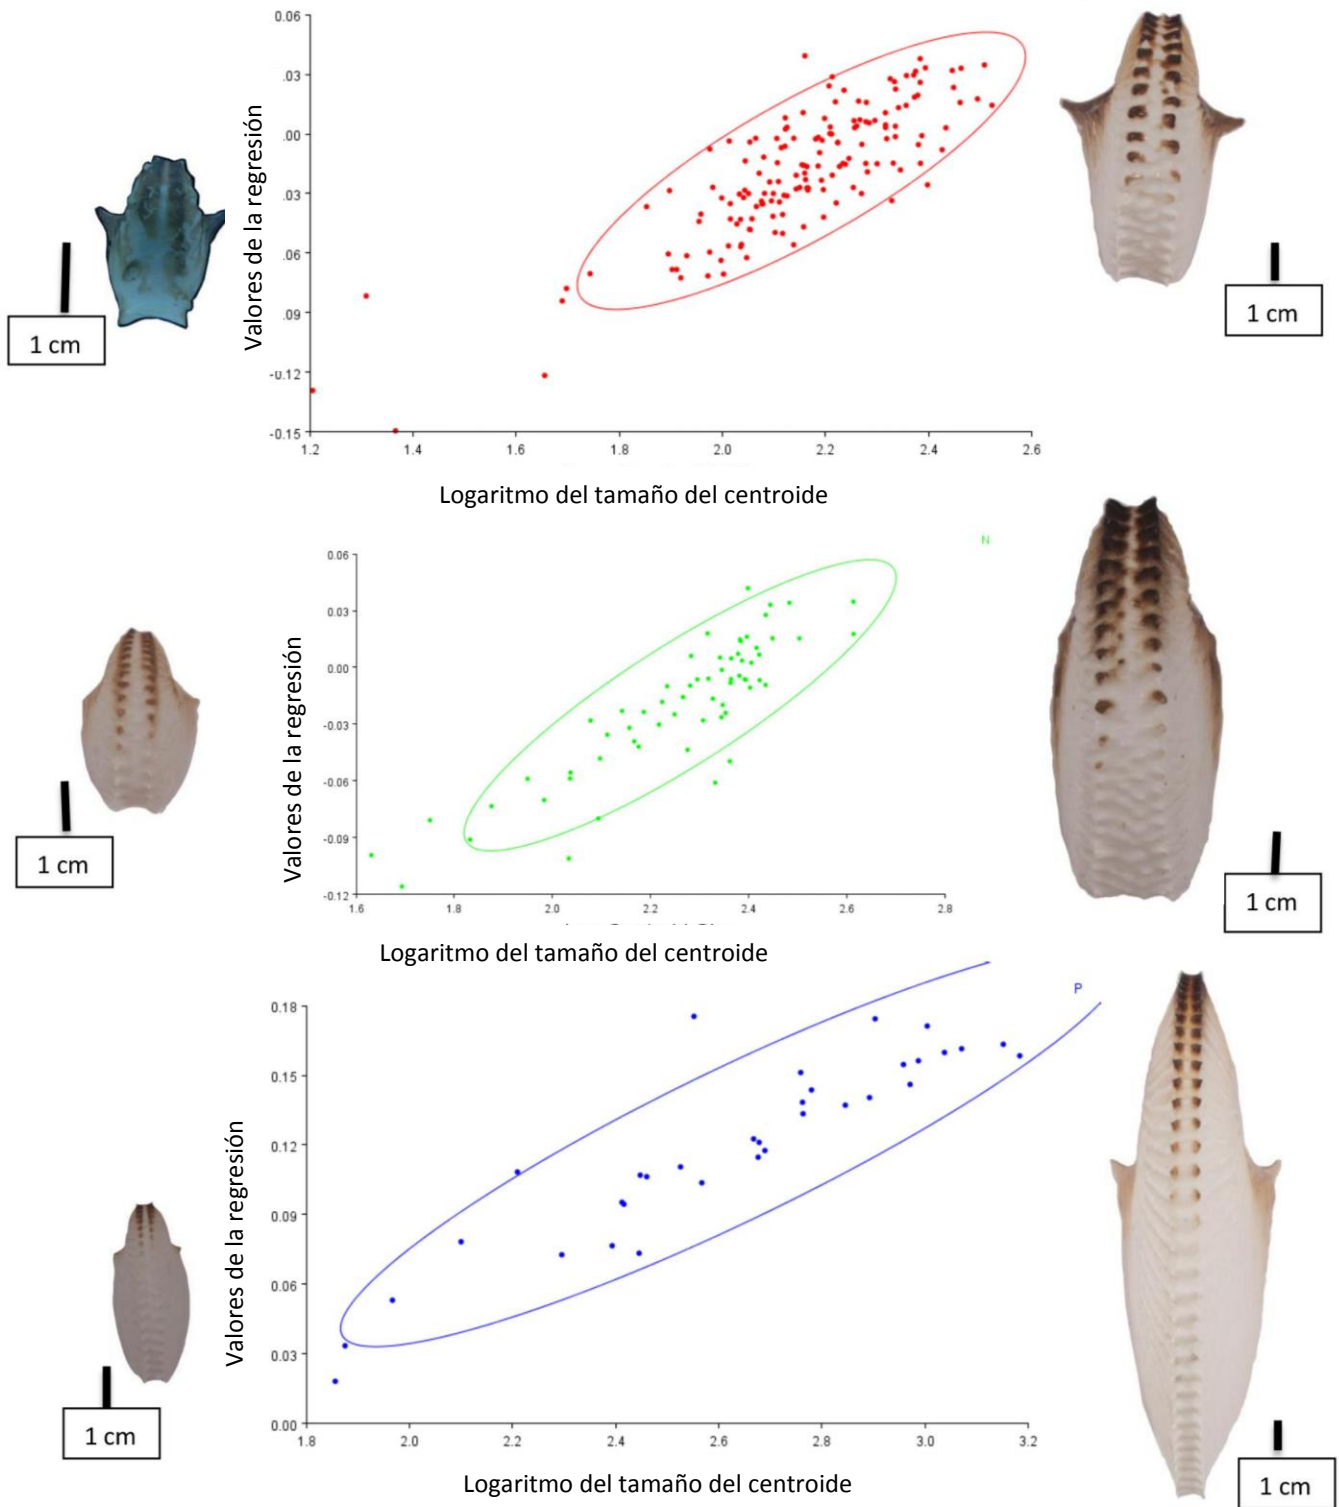 0.06
.03
.00
.03
.06
.09
-0.12
-0.15
Valores de la regresión
1.2 1.4 1.6 1.8 2.0 2.2 2.4 2.6
Logaritmo del tamaño del centroide
1 cm
1 cm
N
0.06
0.03
0.00
-0.03
-0.06
-0.09
-0.12
Valores de la regresión
1.6 1.8 2.0 2.2 2.4 2.6 2.8
Logaritmo del tamaño del centroide
1 cm
1 cm
P
0.18
0.15
0.12
0.09
0.06
0.03
0.00
Valores de la regresión
1.8 2.0 2.2 2.4 2.6 2.8 3.0 3.2
Logaritmo del tamaño del centroide
1 cm
1 cm